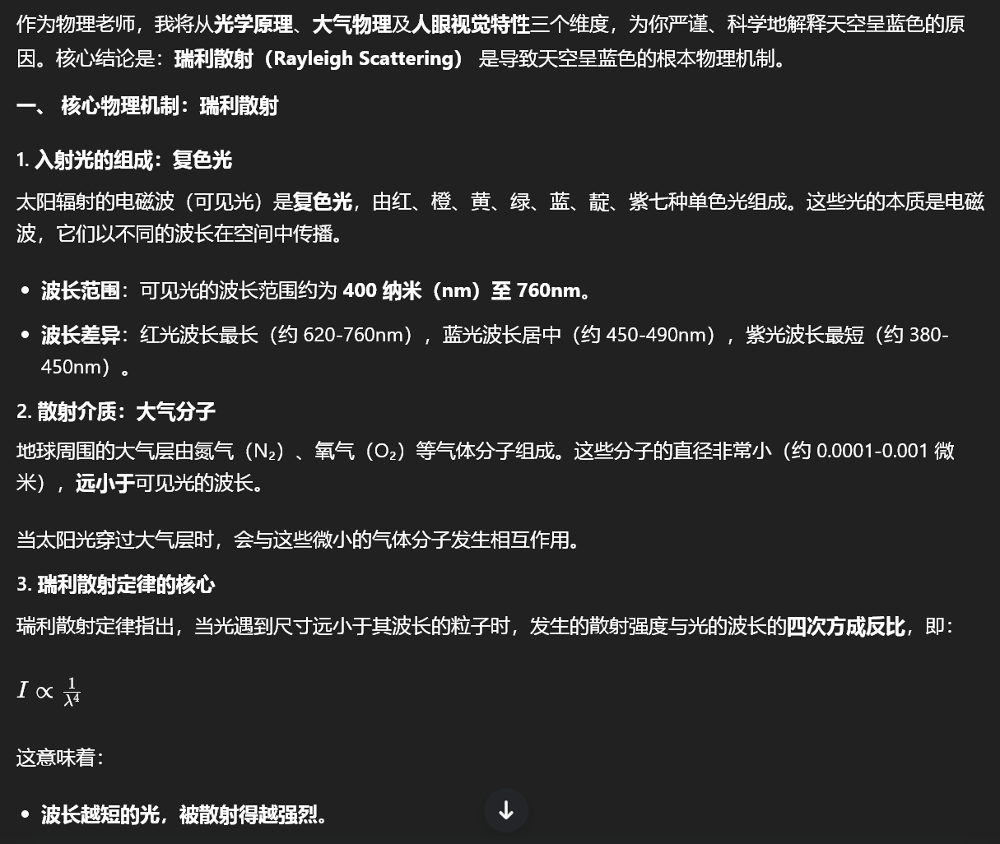 作为物理老师，我将从光学原理、大气物理及人眼视觉特性三个维度，为你严谨、科学地解释天空呈蓝色的原
因。核心结论是：瑞利散射（Rayleigh Scattering） 是导致天空呈蓝色的根本物理机制。
一、 核心物理机制：瑞利散射
1. 入射光的组成：复色光
太阳辐射的电磁波（可见光）是复色光，由红、橙、黄、绿、蓝、靛、紫七种单色光组成。这些光的本质是电磁
波，它们以不同的波长在空间中传播。
• 波长范围：可见光的波长范围约为 400 纳米（nm）至 760nm。
• 波长差异：红光波长最长（约 620-760nm），蓝光波长居中（约 450-490nm），紫光波长最短（约 380-
450nm）。
2. 散射介质：大气分子
地球周围的大气层由氮气（N₂）、氧气（O₂）等气体分子组成。这些分子的直径非常小（约 0.0001-0.001 微
米），远小于可见光的波长。
当太阳光穿过大气层时，会与这些微小的气体分子发生相互作用。
3. 瑞利散射定律的核心
瑞利散射定律指出，当光遇到尺寸远小于其波长的粒子时，发生的散射强度与光的波长的四次方成反比，即：
I ∝ 1/λ⁴
这意味着：
• 波长越短的光，被散射得越强烈。